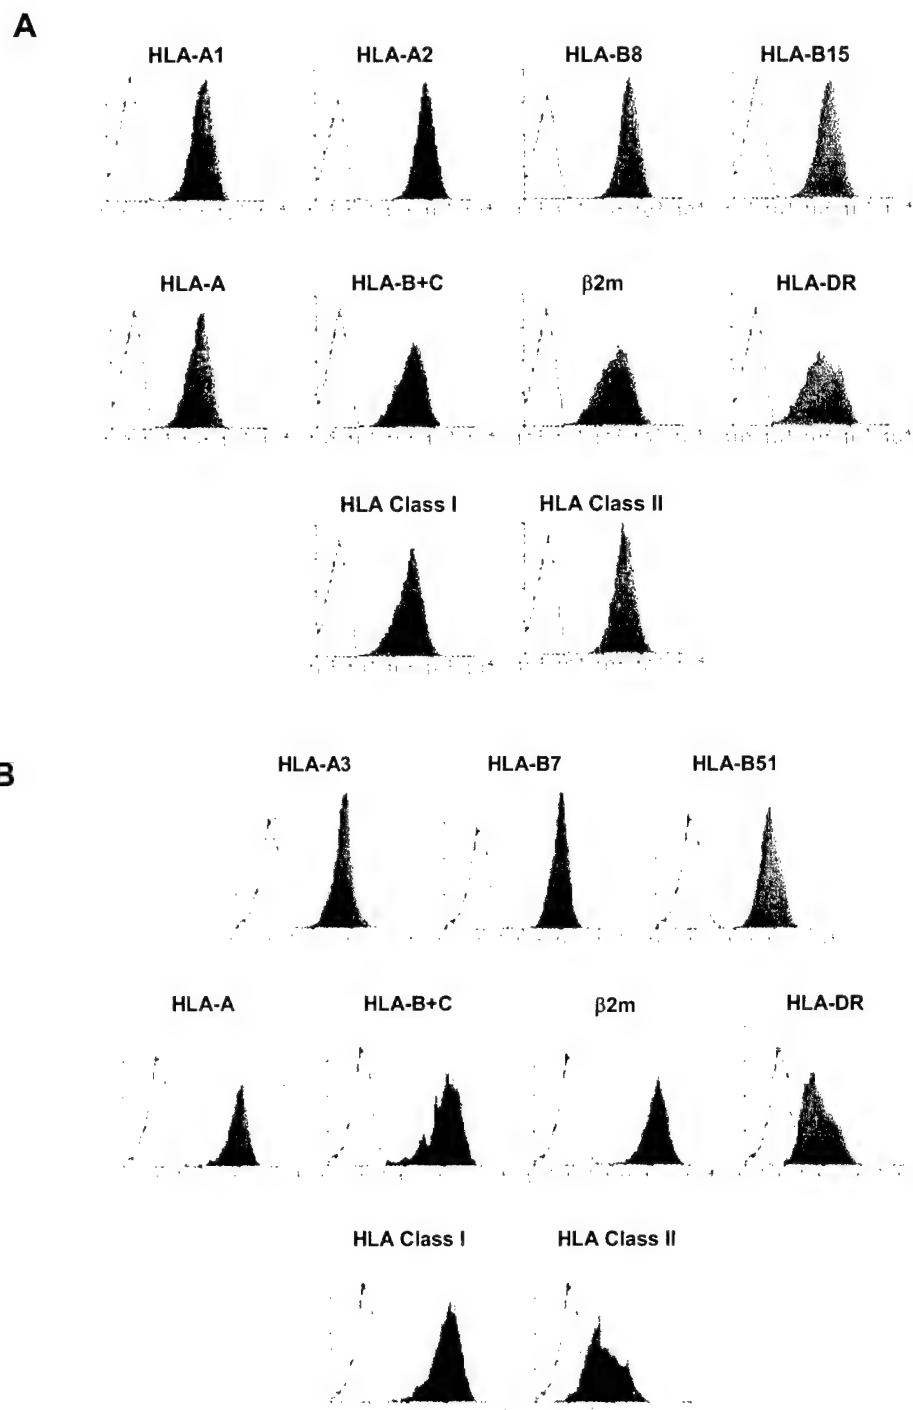 A
HLA-A1 HLA-A2 HLA-B8 HLA-B15
HLA-A HLA-B+C β2m HLA-DR
HLA Class I HLA Class II
B
HLA-A3 HLA-B7 HLA-B51
HLA-A HLA-B+C β2m HLA-DR
HLA Class I HLA Class II